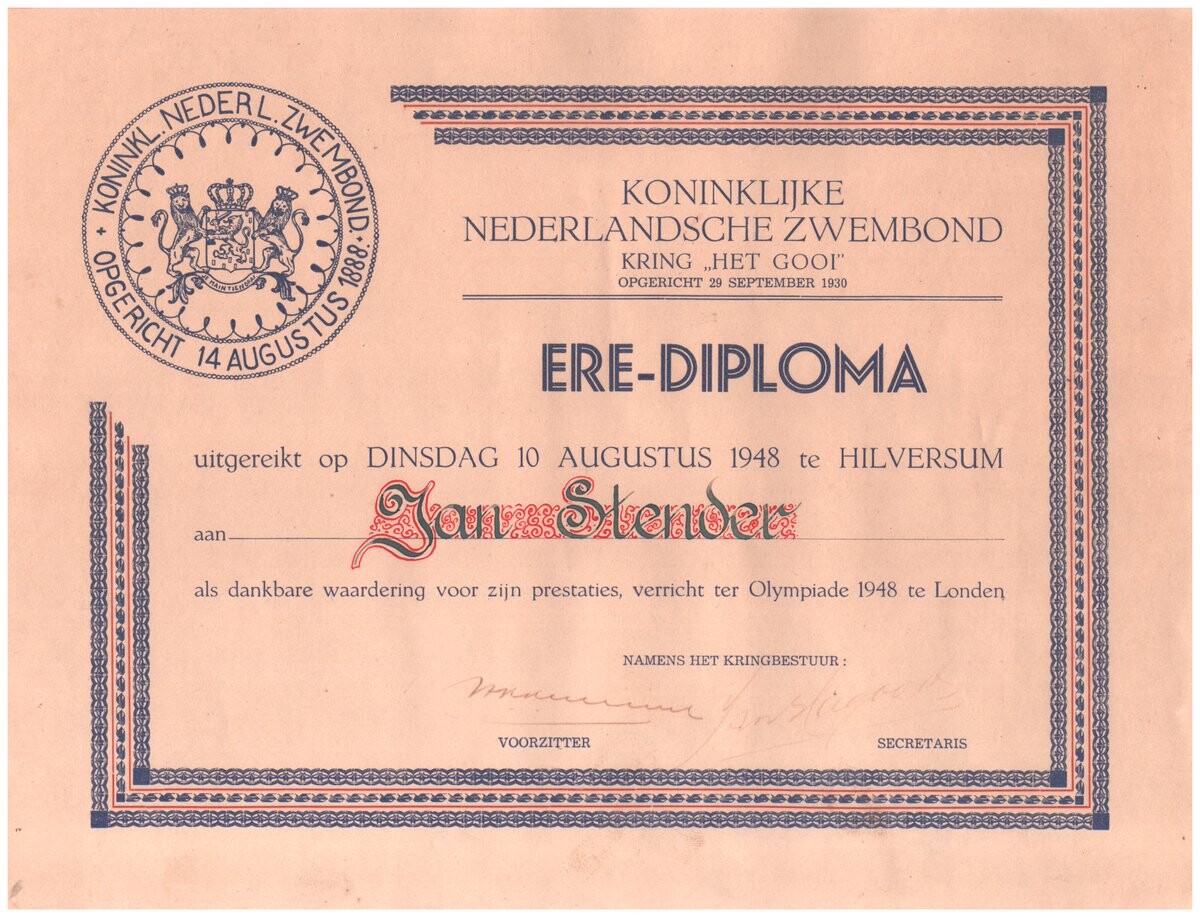 + KONINKL. NEDERL. ZWEMBOND. +
OPGERICHT 14 AUGUSTUS 1888.
JE MAINTIENDRAI
KONINKLIJKE
NEDERLANDSCHE ZWEMBOND
KRING „HET GOOI”
OPGERICHT 29 SEPTEMBER 1930
ERE-DIPLOMA
uitgereikt op DINSDAG 10 AUGUSTUS 1948 te HILVERSUM
aan Jan Stender
als dankbare waardering voor zijn prestaties, verricht ter Olympiade 1948 te Londen,
NAMENS HET KRINGBESTUUR :
VOORZITTER SECRETARIS